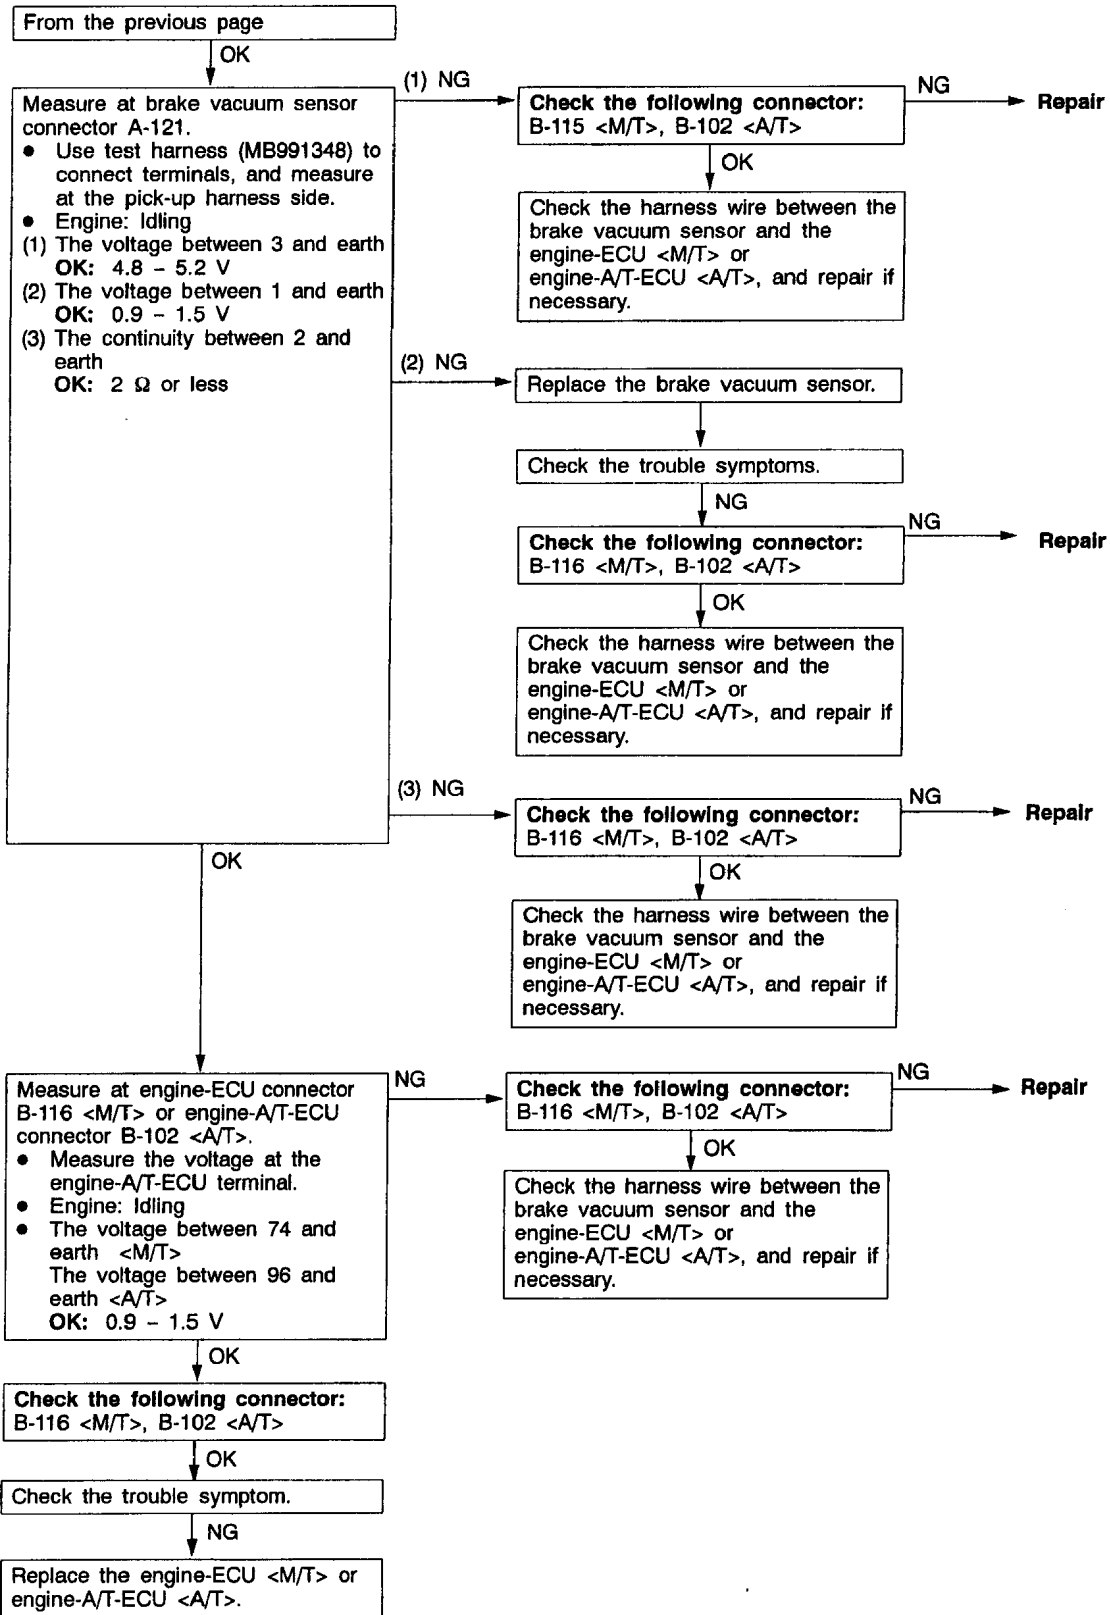 From the previous page
OK
Measure at brake vacuum sensor
connector A-121.
● Use test harness (MB991348) to
connect terminals, and measure
at the pick-up harness side.
● Engine: Idling
(1) The voltage between 3 and earth
OK: 4.8 – 5.2 V
(2) The voltage between 1 and earth
OK: 0.9 – 1.5 V
(3) The continuity between 2 and
earth
OK: 2 Ω or less
(1) NG
Check the following connector:
B-115 <M/T>, B-102 <A/T>
NG
Repair
OK
Check the harness wire between the
brake vacuum sensor and the
engine-ECU <M/T> or
engine-A/T-ECU <A/T>, and repair if
necessary.
(2) NG
Replace the brake vacuum sensor.
Check the trouble symptoms.
NG
Check the following connector:
B-116 <M/T>, B-102 <A/T>
NG
Repair
OK
Check the harness wire between the
brake vacuum sensor and the
engine-ECU <M/T> or
engine-A/T-ECU <A/T>, and repair if
necessary.
(3) NG
Check the following connector:
B-116 <M/T>, B-102 <A/T>
NG
Repair
OK
Check the harness wire between the
brake vacuum sensor and the
engine-ECU <M/T> or
engine-A/T-ECU <A/T>, and repair if
necessary.
OK
Measure at engine-ECU connector
B-116 <M/T> or engine-A/T-ECU
connector B-102 <A/T>.
● Measure the voltage at the
engine-A/T-ECU terminal.
● Engine: Idling
● The voltage between 74 and
earth <M/T>
The voltage between 96 and
earth <A/T>
OK: 0.9 – 1.5 V
NG
Check the following connector:
B-116 <M/T>, B-102 <A/T>
NG
Repair
OK
Check the harness wire between the
brake vacuum sensor and the
engine-ECU <M/T> or
engine-A/T-ECU <A/T>, and repair if
necessary.
OK
Check the following connector:
B-116 <M/T>, B-102 <A/T>
OK
Check the trouble symptom.
NG
Replace the engine-ECU <M/T> or
engine-A/T-ECU <A/T>.